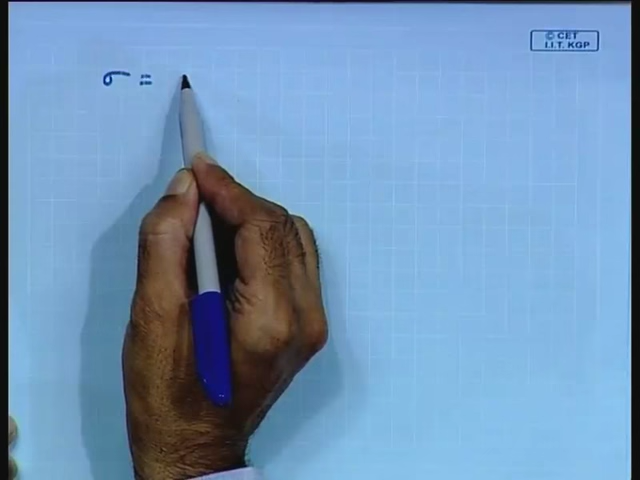 © CET
I.I.T. KGP
σ =